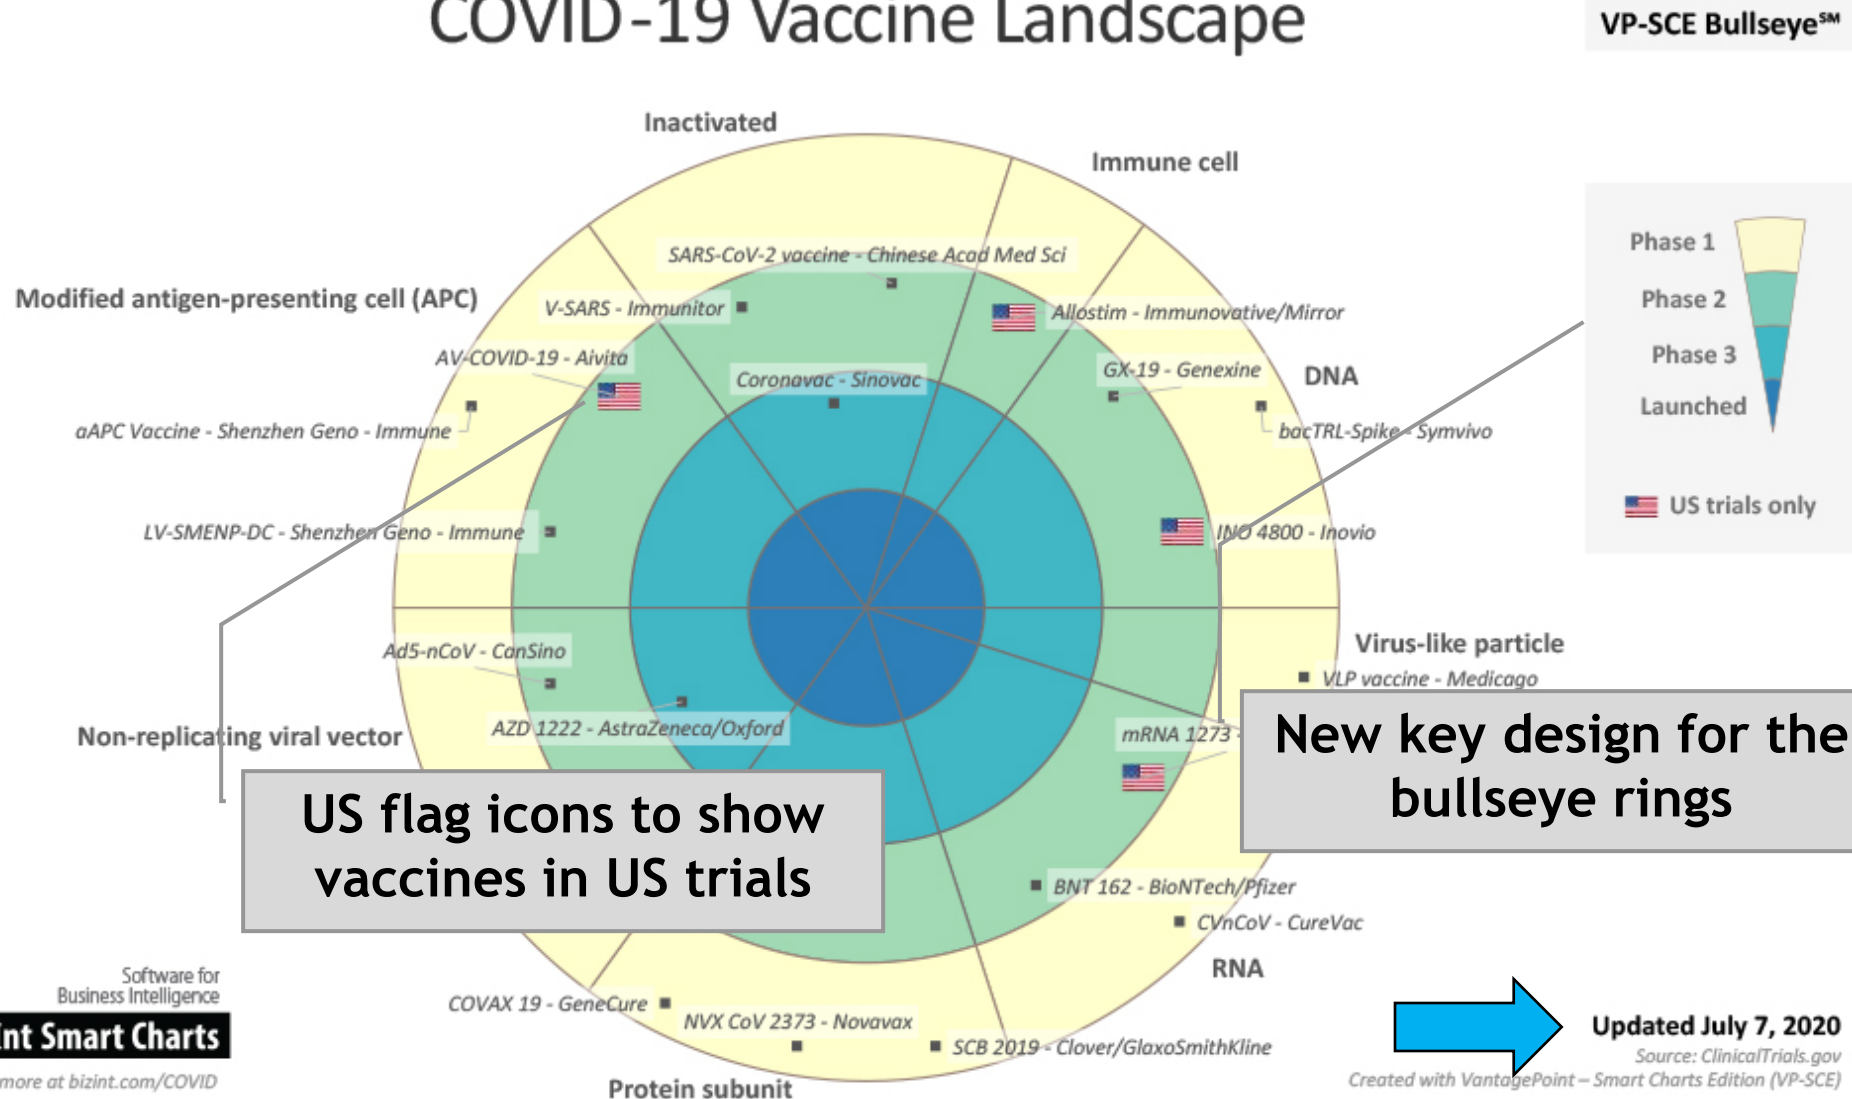 COVID-19 Vaccine Landscape
VP-SCE Bullseye℠
Inactivated
Immune cell
Phase 1
SARS-CoV-2 vaccine - Chinese Acad Med Sci
Modified antigen-presenting cell (APC)
Phase 2
V-SARS - Immunitor
Allostim - Immunovative/Mirror
AV-COVID-19 - Aivita
Phase 3
Coronavac - Sinovac
GX-19 - Genexine
DNA
Launched
aAPC Vaccine - Shenzhen Geno - Immune
bacTRL-Spike - Symvivo
US trials only
LV-SMENP-DC - Shenzhen Geno - Immune
INO 4800 - Inovio
Ad5-nCoV - CanSino
Virus-like particle
VLP vaccine - Medicago
AZD 1222 - AstraZeneca/Oxford
Non-replicating viral vector
mRNA 1273 -
New key design for the
bullseye rings
US flag icons to show
vaccines in US trials
BNT 162 - BioNTech/Pfizer
CVnCoV - CureVac
RNA
Software for
Business Intelligence
COVAX 19 - GeneCure
NVX CoV 2373 - Novavax
SCB 2019 - Clover/GlaxoSmithKline
int Smart Charts
Updated July 7, 2020
Source: ClinicalTrials.gov
more at bizint.com/COVID
Created with VantagePoint – Smart Charts Edition (VP-SCE)
Protein subunit